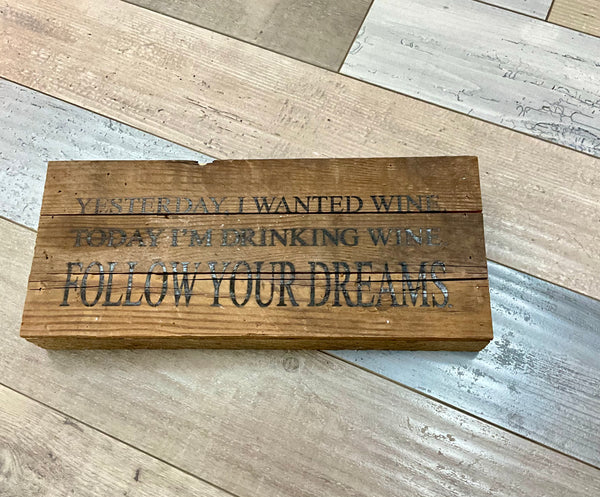 YESTERDAY, I WANTED WINE.
TODAY I'M DRINKING WINE.
FOLLOW YOUR DREAMS.